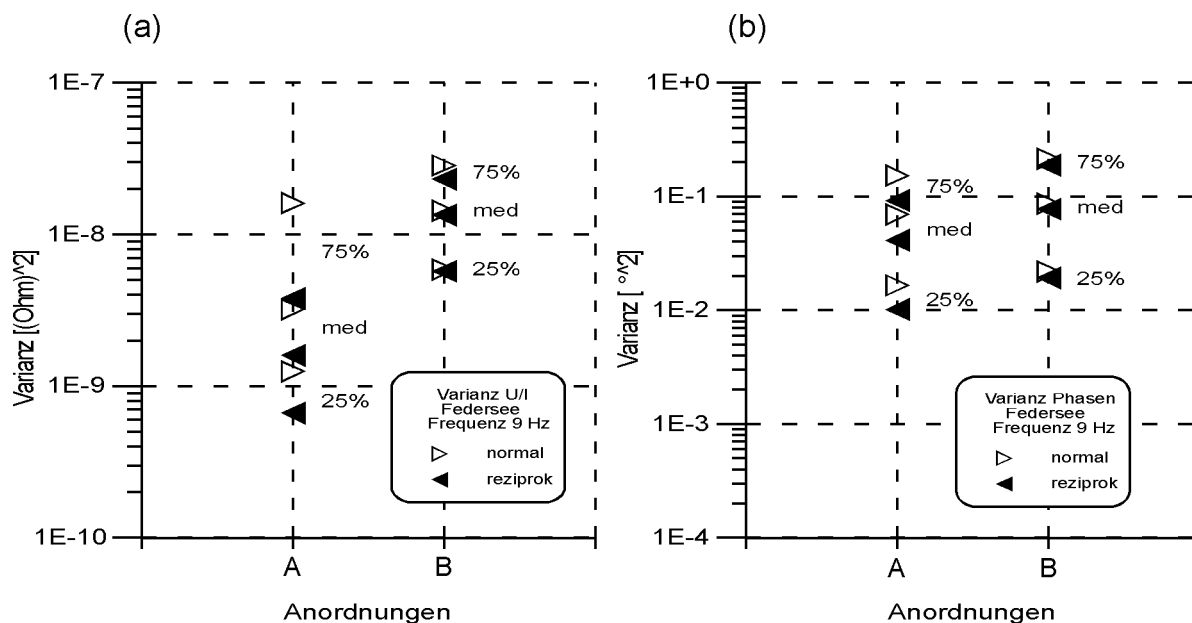 (a)
1E-7
1E-8
1E-9
1E-10
Varianz [(Ohm)^2]
75%
med
25%
75%
med
25%
Varianz U/I
Federsee
Frequenz 9 Hz
normal
reziprok
A
B
Anordnungen
(b)
1E+0
1E-1
1E-2
1E-3
1E-4
Varianz [ °^2]
75%
med
25%
75%
med
25%
Varianz Phasen
Federsee
Frequenz 9 Hz
normal
reziprok
A
B
Anordnungen